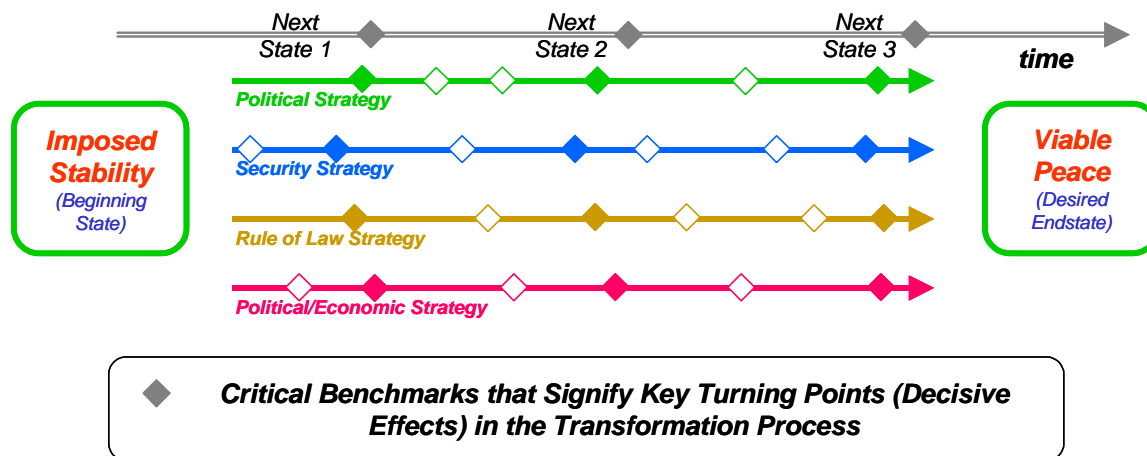 Next
State 1
Next
State 2
Next
State 3
time
Political Strategy
Imposed
Stability
(Beginning
State)
Security Strategy
Viable
Peace
(Desired
Endstate)
Rule of Law Strategy
Political/Economic Strategy
Critical Benchmarks that Signify Key Turning Points (Decisive
Effects) in the Transformation Process